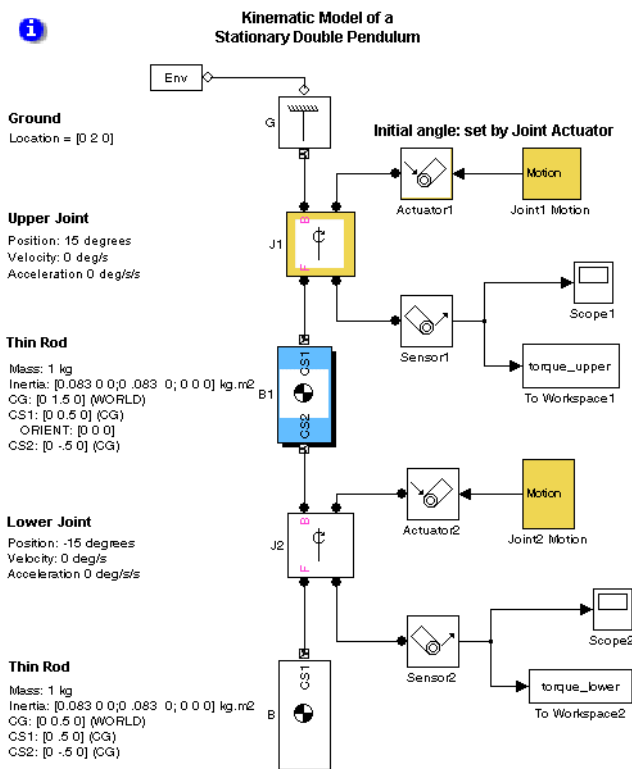 i
Kinematic Model of a
Stationary Double Pendulum
Env
Ground
Location = [0 2 0]
G
Initial angle: set by Joint Actuator
Motion
Actuator1
Joint1 Motion
Upper Joint
Position: 15 degrees
Velocity: 0 deg/s
Acceleration 0 deg/s/s
J1
B
F
Scope1
Sensor1
torque_upper
To Workspace1
Thin Rod
Mass: 1 kg
Inertia: [0.083 0 0;0 .083 0; 0 0 0] kg.m2
CG: [0 1.5 0] (WORLD)
CS1: [0 0.5 0] (CG)
ORIENT: [0 0 0]
CS2: [0 -.5 0] (CG)
B1
CS1
CS2
Motion
Actuator2
Joint2 Motion
Lower Joint
Position: -15 degrees
Velocity: 0 deg/s
Acceleration 0 deg/s/s
J2
B
F
Scope2
Sensor2
torque_lower
To Workspace2
Thin Rod
Mass: 1 kg
Inertia: [0.083 0 0;0 .083 0; 0 0 0] kg.m2
CG: [0 0.5 0] (WORLD)
CS1: [0 .5 0] (CG)
CS2: [0 -.5 0] (CG)
B
CS1